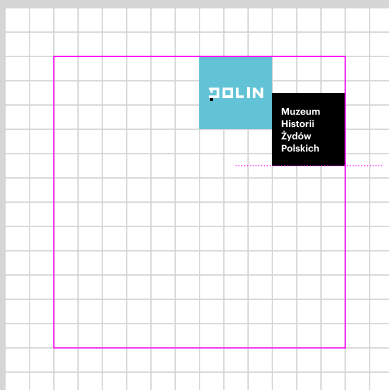 POLIN
Muzeum
Historii
Żydów
Polskich